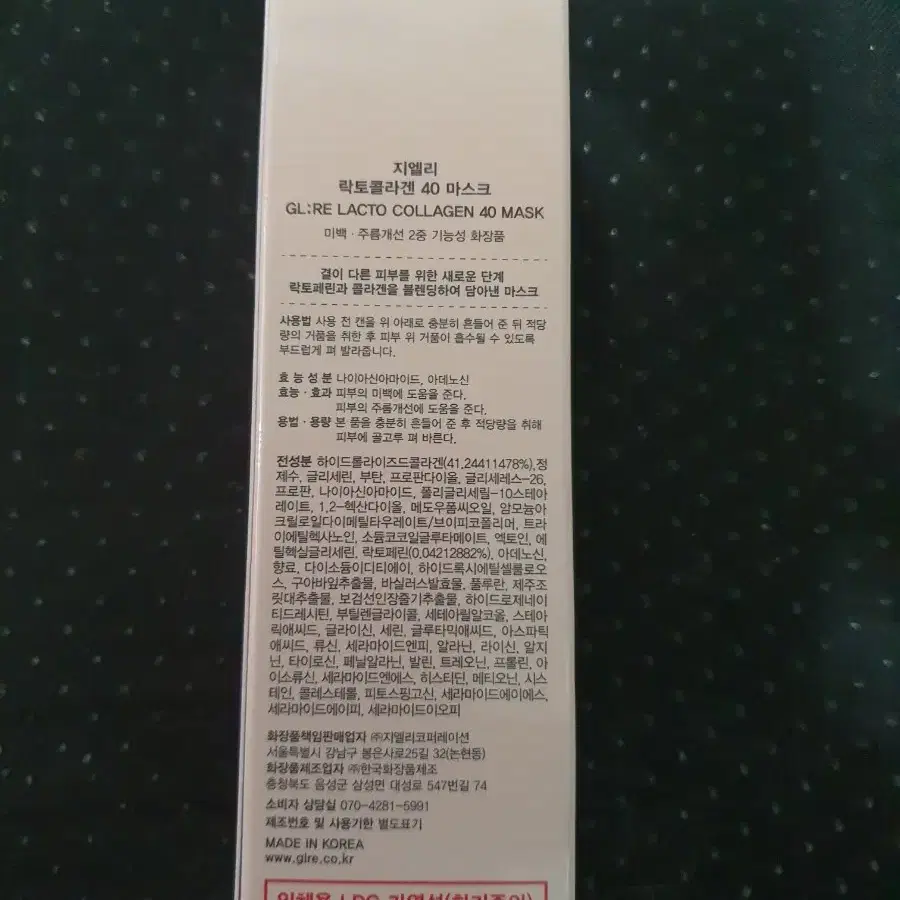 지엘리
락토콜라겐 40 마스크
GL:RE LACTO COLLAGEN 40 MASK
미백 · 주름개선 2중 기능성 화장품
결이 다른 피부를 위한 새로운 단계
락토페린과 콜라겐을 블렌딩하여 담아낸 마스크
사용법 사용 전 캔을 위 아래로 충분히 흔들어 준 뒤 적당
량의 거품을 취한 후 피부 위 거품이 흡수될 수 있도록
부드럽게 펴 발라줍니다.
효능성분 나이아신아마이드, 아데노신
효능 · 효과 피부의 미백에 도움을 준다.
피부의 주름개선에 도움을 준다.
용법 · 용량 본 품을 충분히 흔들어 준 후 적당량을 취해
피부에 골고루 펴 바른다.
전성분 하이드롤라이즈드콜라겐(41.24411478%),정
제수, 글리세린, 부탄, 프로판다이올, 글리세레스-26,
프로판, 나이아신아마이드, 폴리글리세릴-10스테아
레이트, 1,2-헥산다이올, 메도우폼씨오일, 암모늄아
크릴로일다이메틸타우레이트/브이피코폴리머, 트라
이에틸헥사노인, 소듐코코일글루타메이트, 엑토인, 에
틸헥실글리세린, 락토페린(0.04212882%), 아데노신,
향료, 다이소듐이디티에이, 하이드록시에틸셀룰로오
스, 구아바잎추출물, 바실러스발효물, 풀루란, 제주조
릿대추출물, 보검선인장줄기추출물, 하이드로제네이
티드레시틴, 부틸렌글라이콜, 세테아릴알코올, 스테아
릭애씨드, 글라이신, 세린, 글루타믹애씨드, 아스파틱
애씨드, 류신, 세라마이드엔피, 알라닌, 라이신, 알지
닌, 타이로신, 페닐알라닌, 발린, 트레오닌, 프롤린, 아
이소류신, 세라마이드엔에스, 히스티딘, 메티오닌, 시스
테인, 콜레스테롤, 피토스핑고신, 세라마이드에이에스,
세라마이드에이피, 세라마이드이오피
화장품책임판매업자 ㈜지엘리코퍼레이션
서울특별시 강남구 봉은사로25길 32(논현동)
화장품제조업자 ㈜한국화장품제조
충청북도 음성군 삼성면 대성로 547번길 74
소비자 상담실 070-4281-5991
제조번호 및 사용기한 별도표기
MADE IN KOREA
www.glre.co.kr